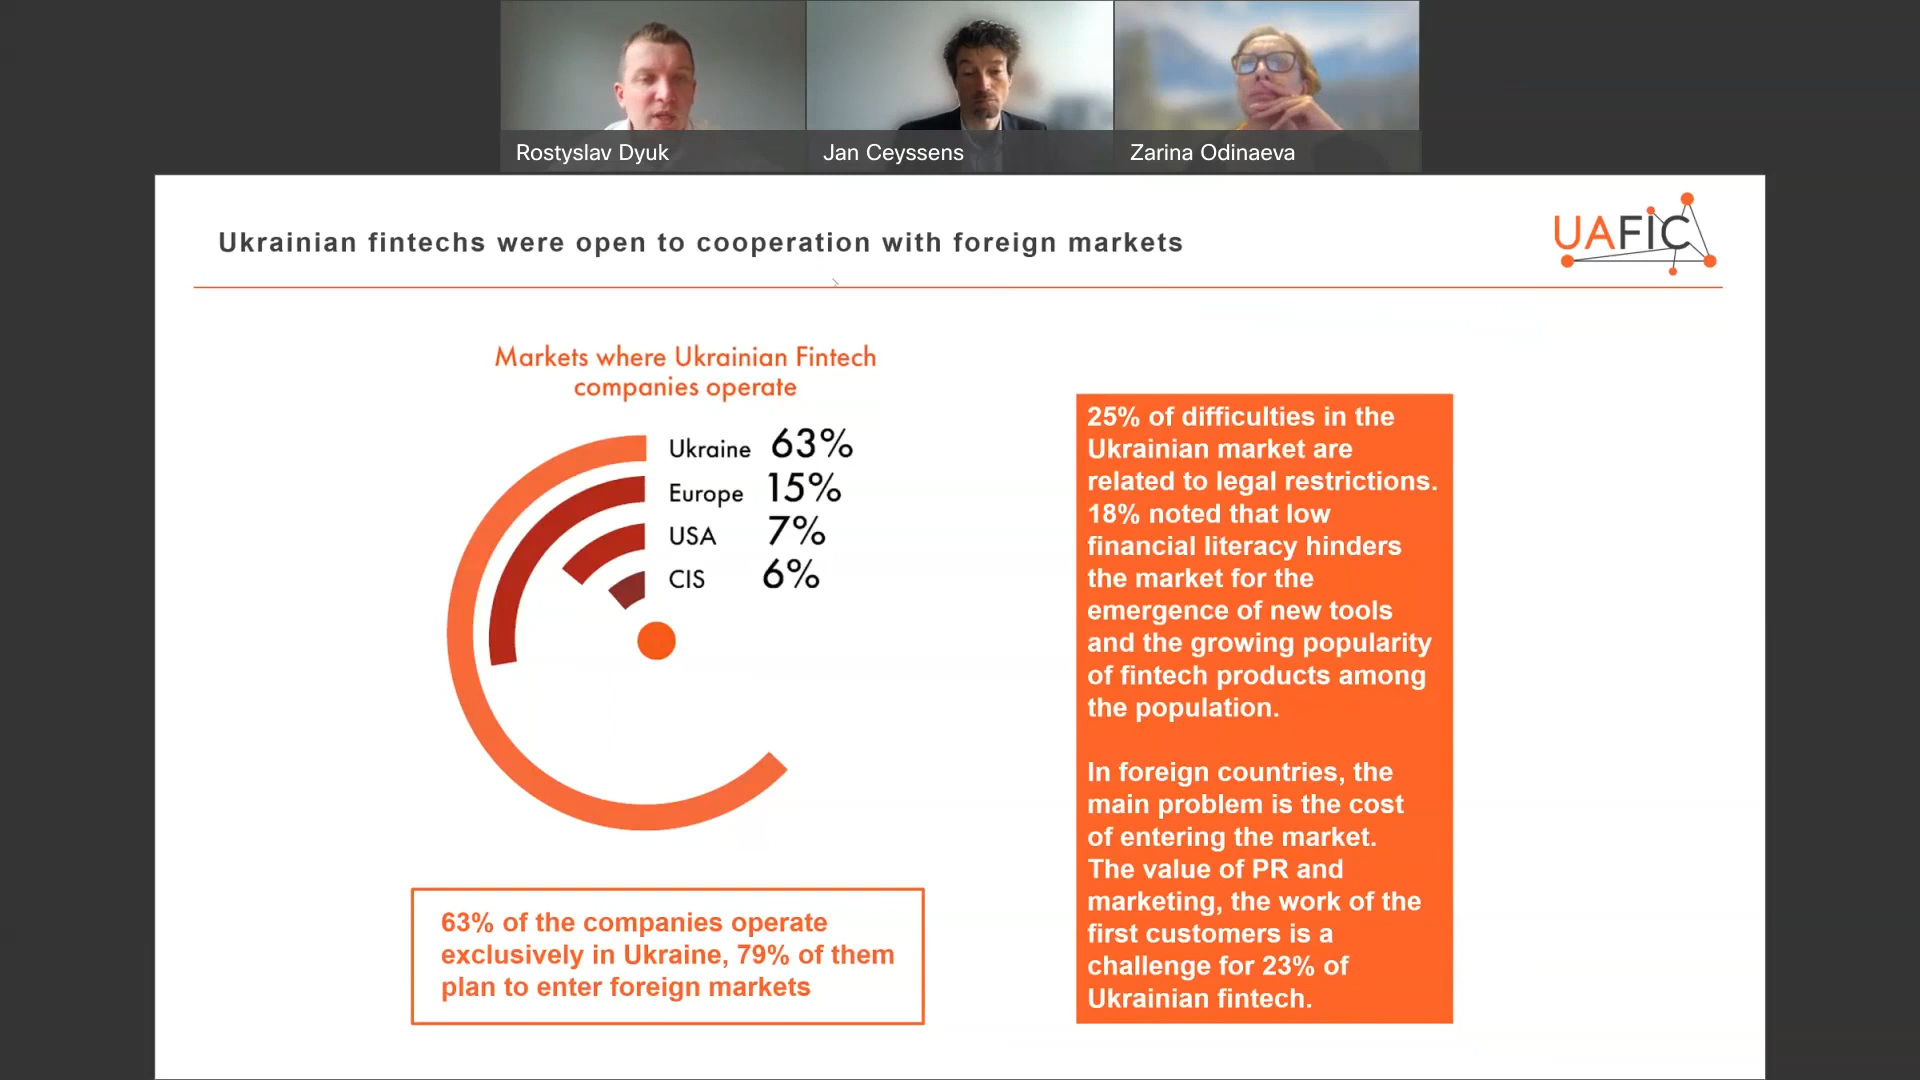 Rostyslav Dyuk
Jan Ceyssens
Zarina Odinaeva
Ukrainian fintechs were open to cooperation with foreign markets
UAFIC
Markets where Ukrainian Fintech
companies operate
Ukraine 63%
Europe 15%
USA 7%
CIS 6%
63% of the companies operate
exclusively in Ukraine, 79% of them
plan to enter foreign markets
25% of difficulties in the
Ukrainian market are
related to legal restrictions.
18% noted that low
financial literacy hinders
the market for the
emergence of new tools
and the growing popularity
of fintech products among
the population.
In foreign countries, the
main problem is the cost
of entering the market.
The value of PR and
marketing, the work of the
first customers is a
challenge for 23% of
Ukrainian fintech.